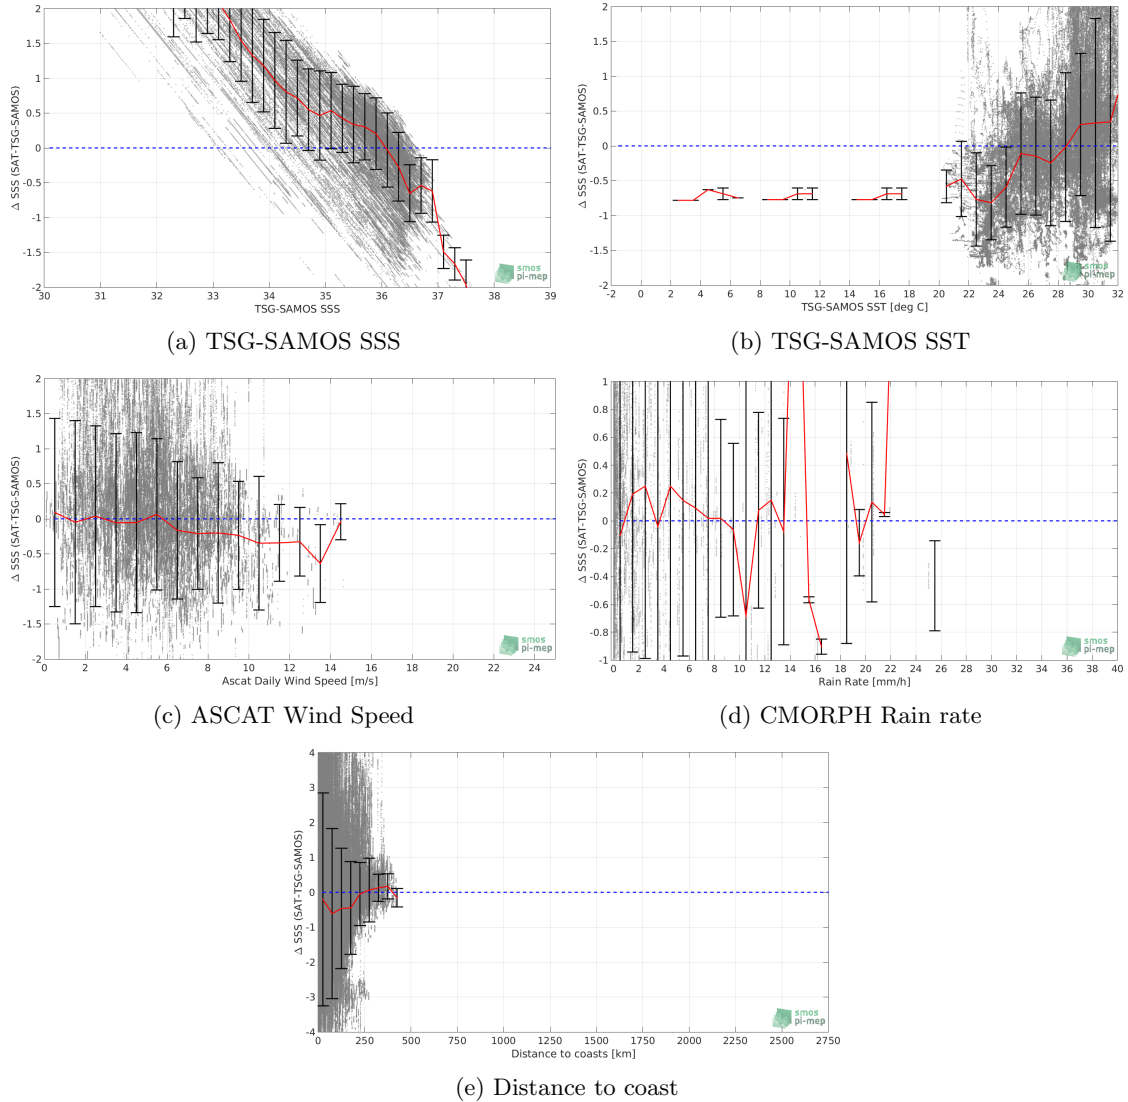 2
1.5
1
0.5
0
-0.5
-1
-1.5
-2
Δ SSS (SAT-TSG-SAMOS)
30 31 32 33 34 35 36 37 38 39
TSG-SAMOS SSS
smos
pi-mep
(a) TSG-SAMOS SSS
2
1.5
1
0.5
0
-0.5
-1
-1.5
-2
Δ SSS (SAT-TSG-SAMOS)
-2 0 2 4 6 8 10 12 14 16 18 20 22 24 26 28 30 32
TSG-SAMOS SST [deg C]
smos
pi-mep
(b) TSG-SAMOS SST
2
1.5
1
0.5
0
-0.5
-1
-1.5
-2
Δ SSS (SAT-TSG-SAMOS)
0 2 4 6 8 10 12 14 16 18 20 22 24
Ascat Daily Wind Speed [m/s]
smos
pi-mep
(c) ASCAT Wind Speed
1
0.8
0.6
0.4
0.2
0
-0.2
-0.4
-0.6
-0.8
-1
Δ SSS (SAT-TSG-SAMOS)
0 2 4 6 8 10 12 14 16 18 20 22 24 26 28 30 32 34 36 38 40
Rain Rate [mm/h]
smos
pi-mep
(d) CMORPH Rain rate
4
3
2
1
0
-1
-2
-3
-4
Δ SSS (SAT-TSG-SAMOS)
0 250 500 750 1000 1250 1500 1750 2000 2250 2500 2750
Distance to coasts [km]
smos
pi-mep
(e) Distance to coast